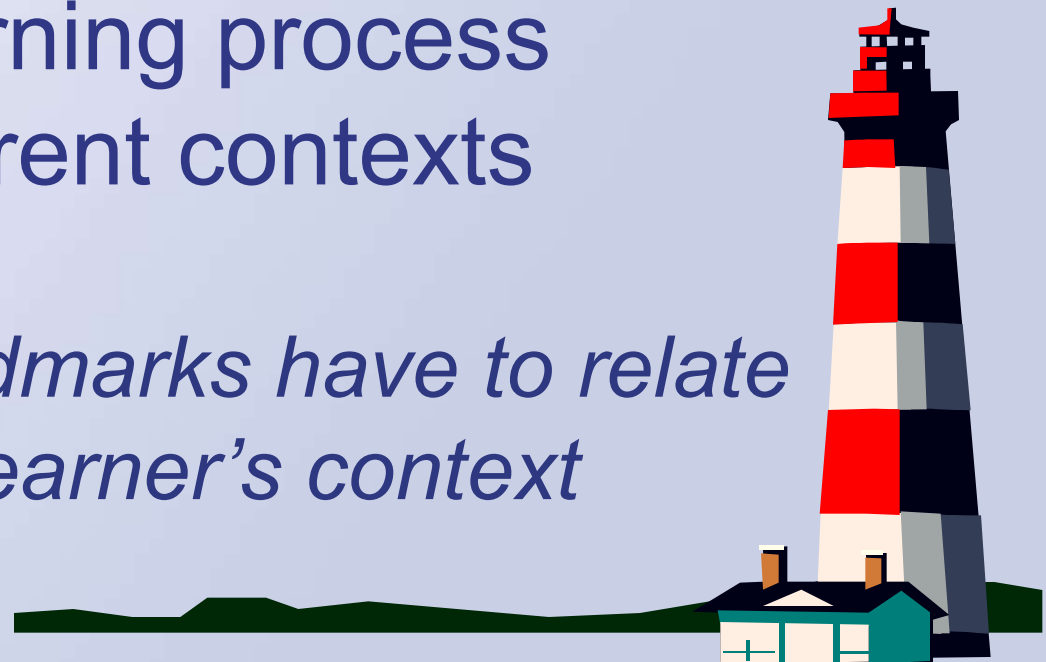 rning process
rent contexts
dmarks have to relate
earner’s context